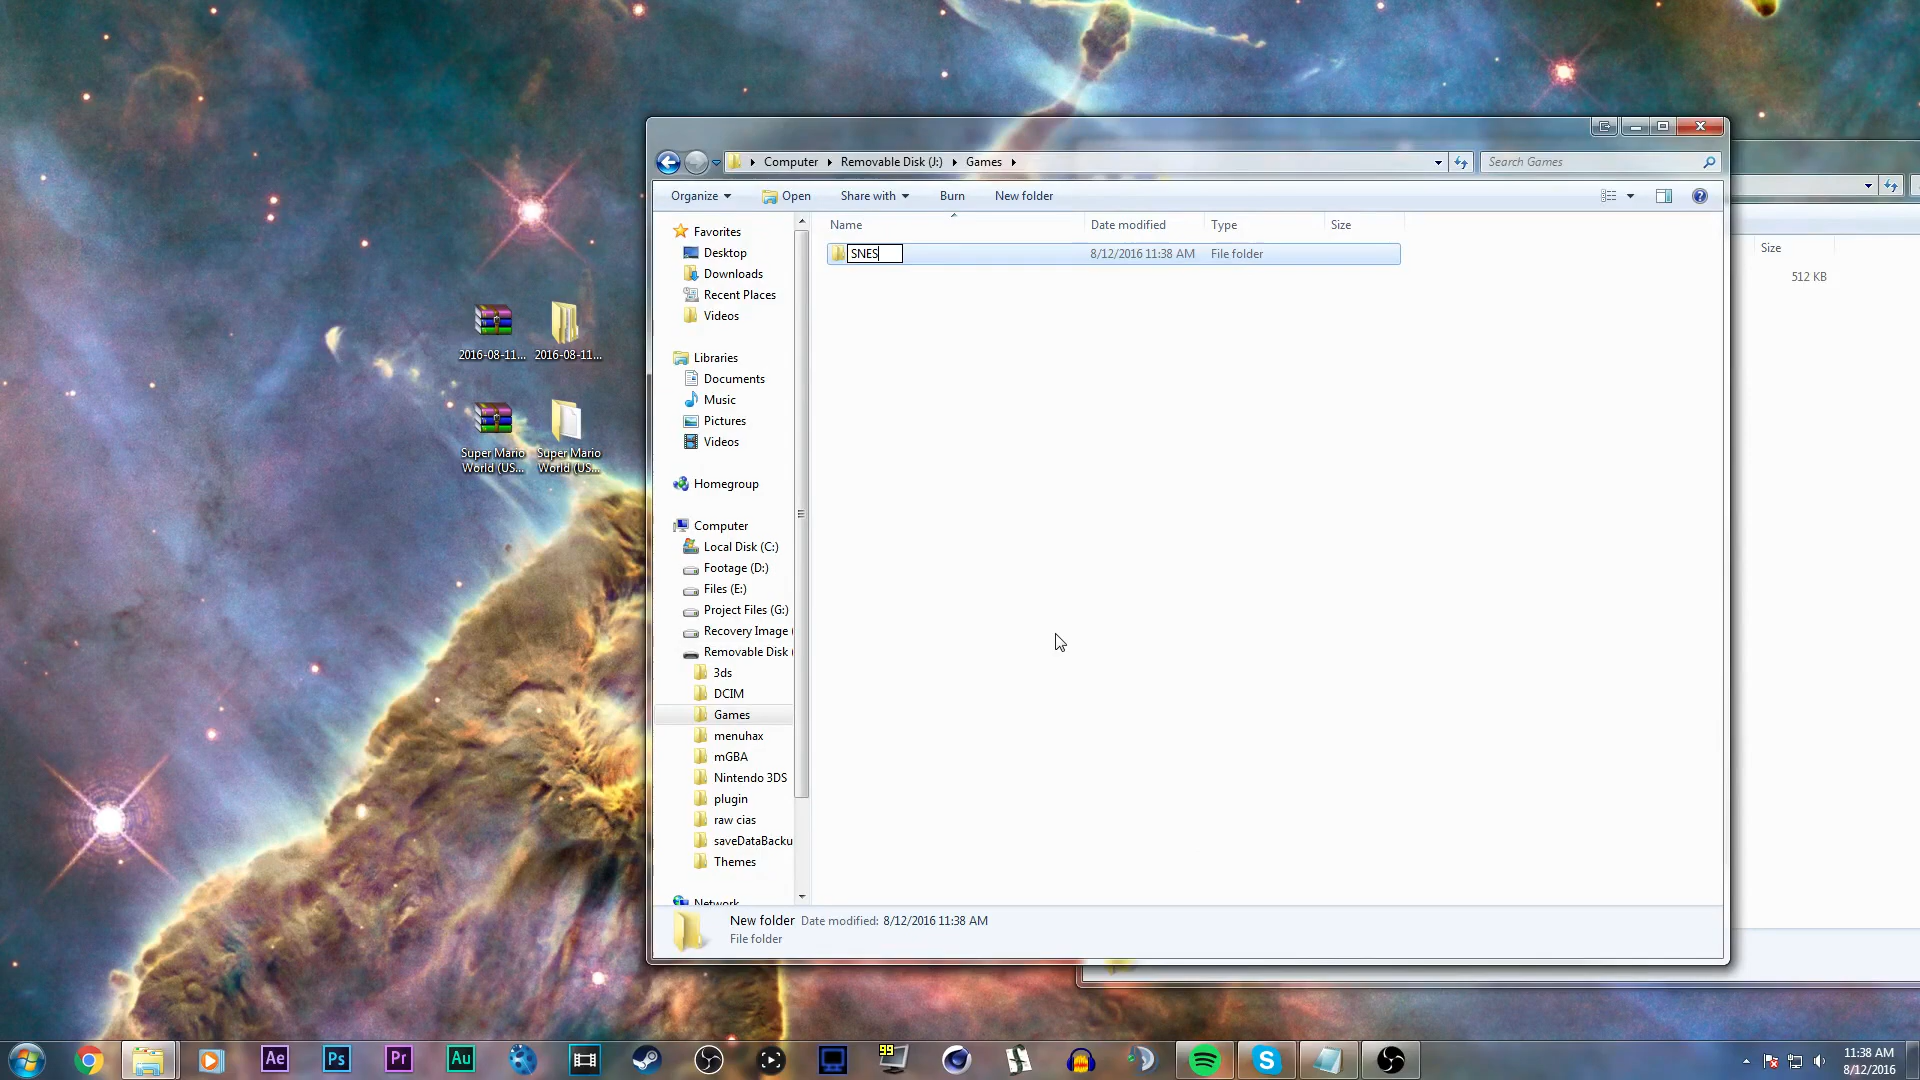 Computer
Removable Disk (J:)
Games
Search Games
Organize
Open
Share with
Burn
New folder
Name
Date modified
Type
Size
SNES
8/12/2016 11:38 AM
File folder
Favorites
Desktop
Downloads
Recent Places
Videos
Libraries
Documents
Music
Pictures
Videos
Homegroup
Computer
Local Disk (C:)
Footage (D:)
Files (E:)
Project Files (G:)
Recovery Image (
Removable Disk (
3ds
DCIM
Games
menuhax
mGBA
Nintendo 3DS
plugin
raw cias
saveDataBacku
Themes
Network
New folder Date modified: 8/12/2016 11:38 AM
File folder
Size
512 KB
2016-08-11...
2016-08-11...
Super Mario
World (US...
Super Mario
World (US...
Ae
Ps
Pr
Au
99
11:38 AM
8/12/2016